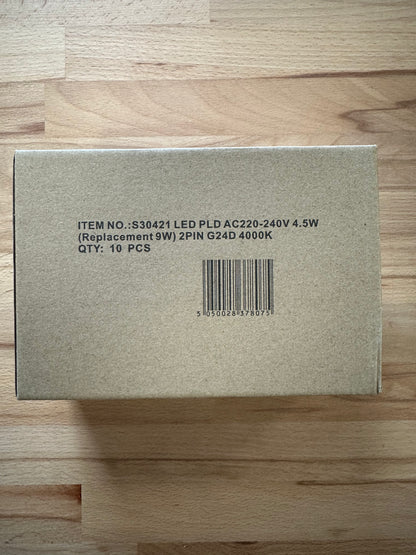 ITEM NO.:S30421 LED PLD AC220-240V 4.5W
(Replacement 9W) 2PIN G24D 4000K
QTY: 10 PCS
5 050028 378075